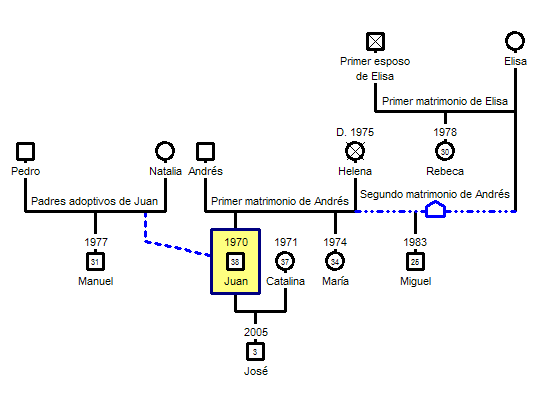 Primer esposo
de Elisa
Elisa
Primer matrimonio de Elisa
D. 1975
1978
30
Pedro
Natalia
Andrés
Helena
Rebeca
Padres adoptivos de Juan
Primer matrimonio de Andrés
Segundo matrimonio de Andrés
1977
1970
1971
1974
1983
31
38
37
34
25
Manuel
Juan
Catalina
María
Miguel
2005
3
José